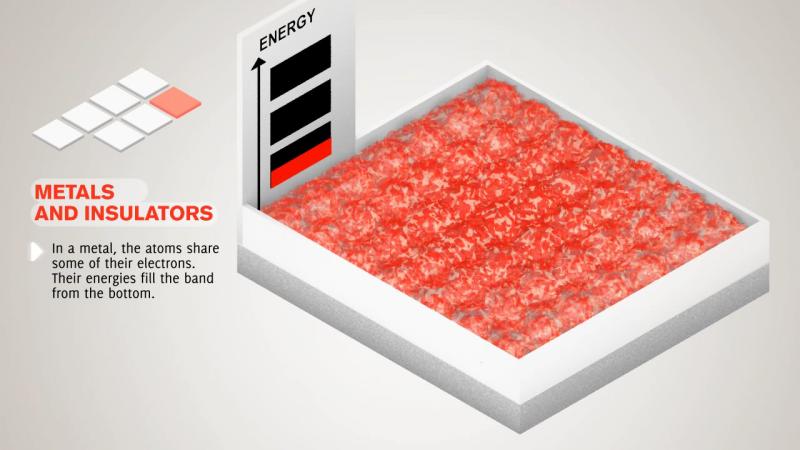 ENERGY
METALS
AND INSULATORS
In a metal, the atoms share
some of their electrons.
Their energies fill the band
from the bottom.